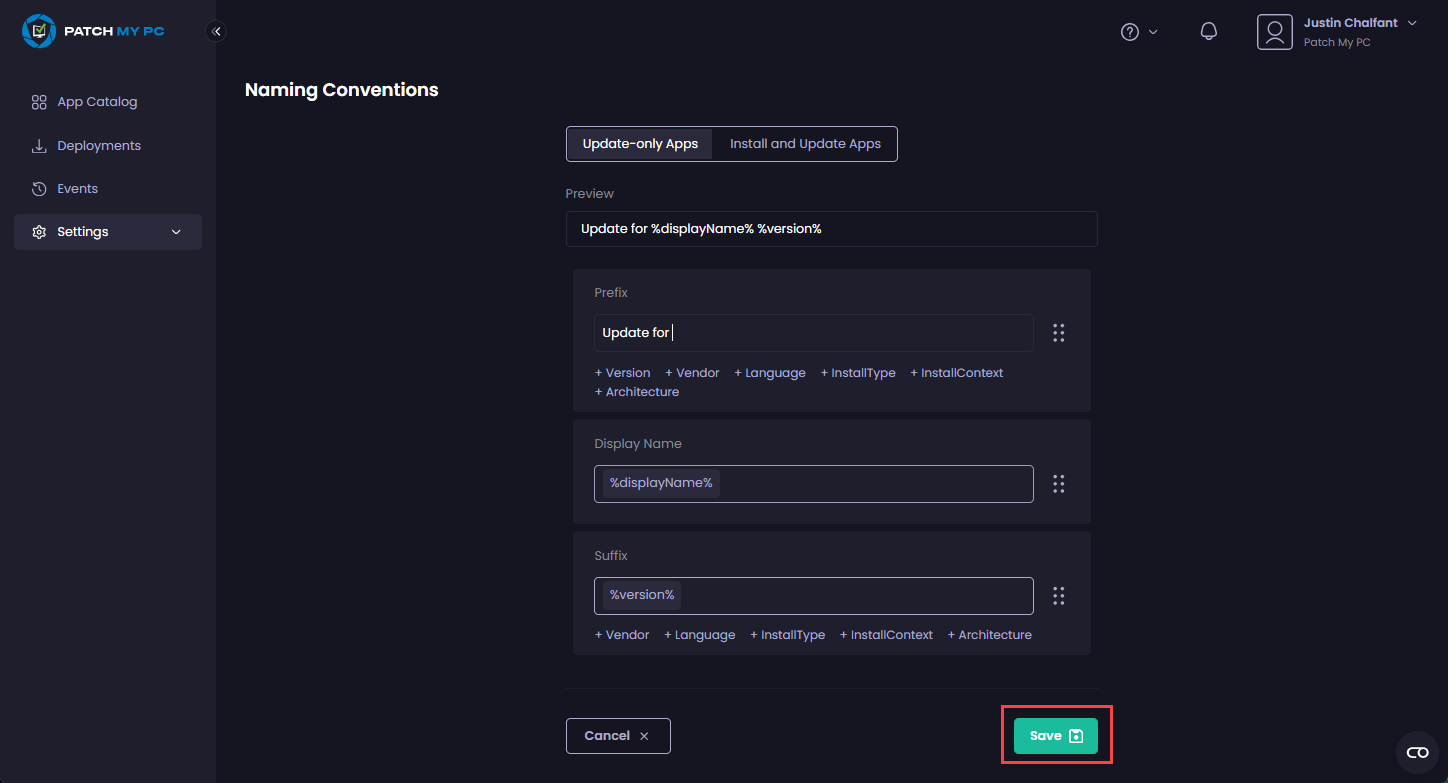 PATCH MY PC
Justin Chalfant
Patch My PC
App Catalog
Deployments
Events
Settings
Naming Conventions
Update-only Apps Install and Update Apps
Preview
Update for %displayName% %version%
Prefix
Update for
+ Version + Vendor + Language + InstallType + InstallContext
+ Architecture
Display Name
%displayName%
Suffix
%version%
+ Vendor + Language + InstallType + InstallContext + Architecture
Cancel ×
Save